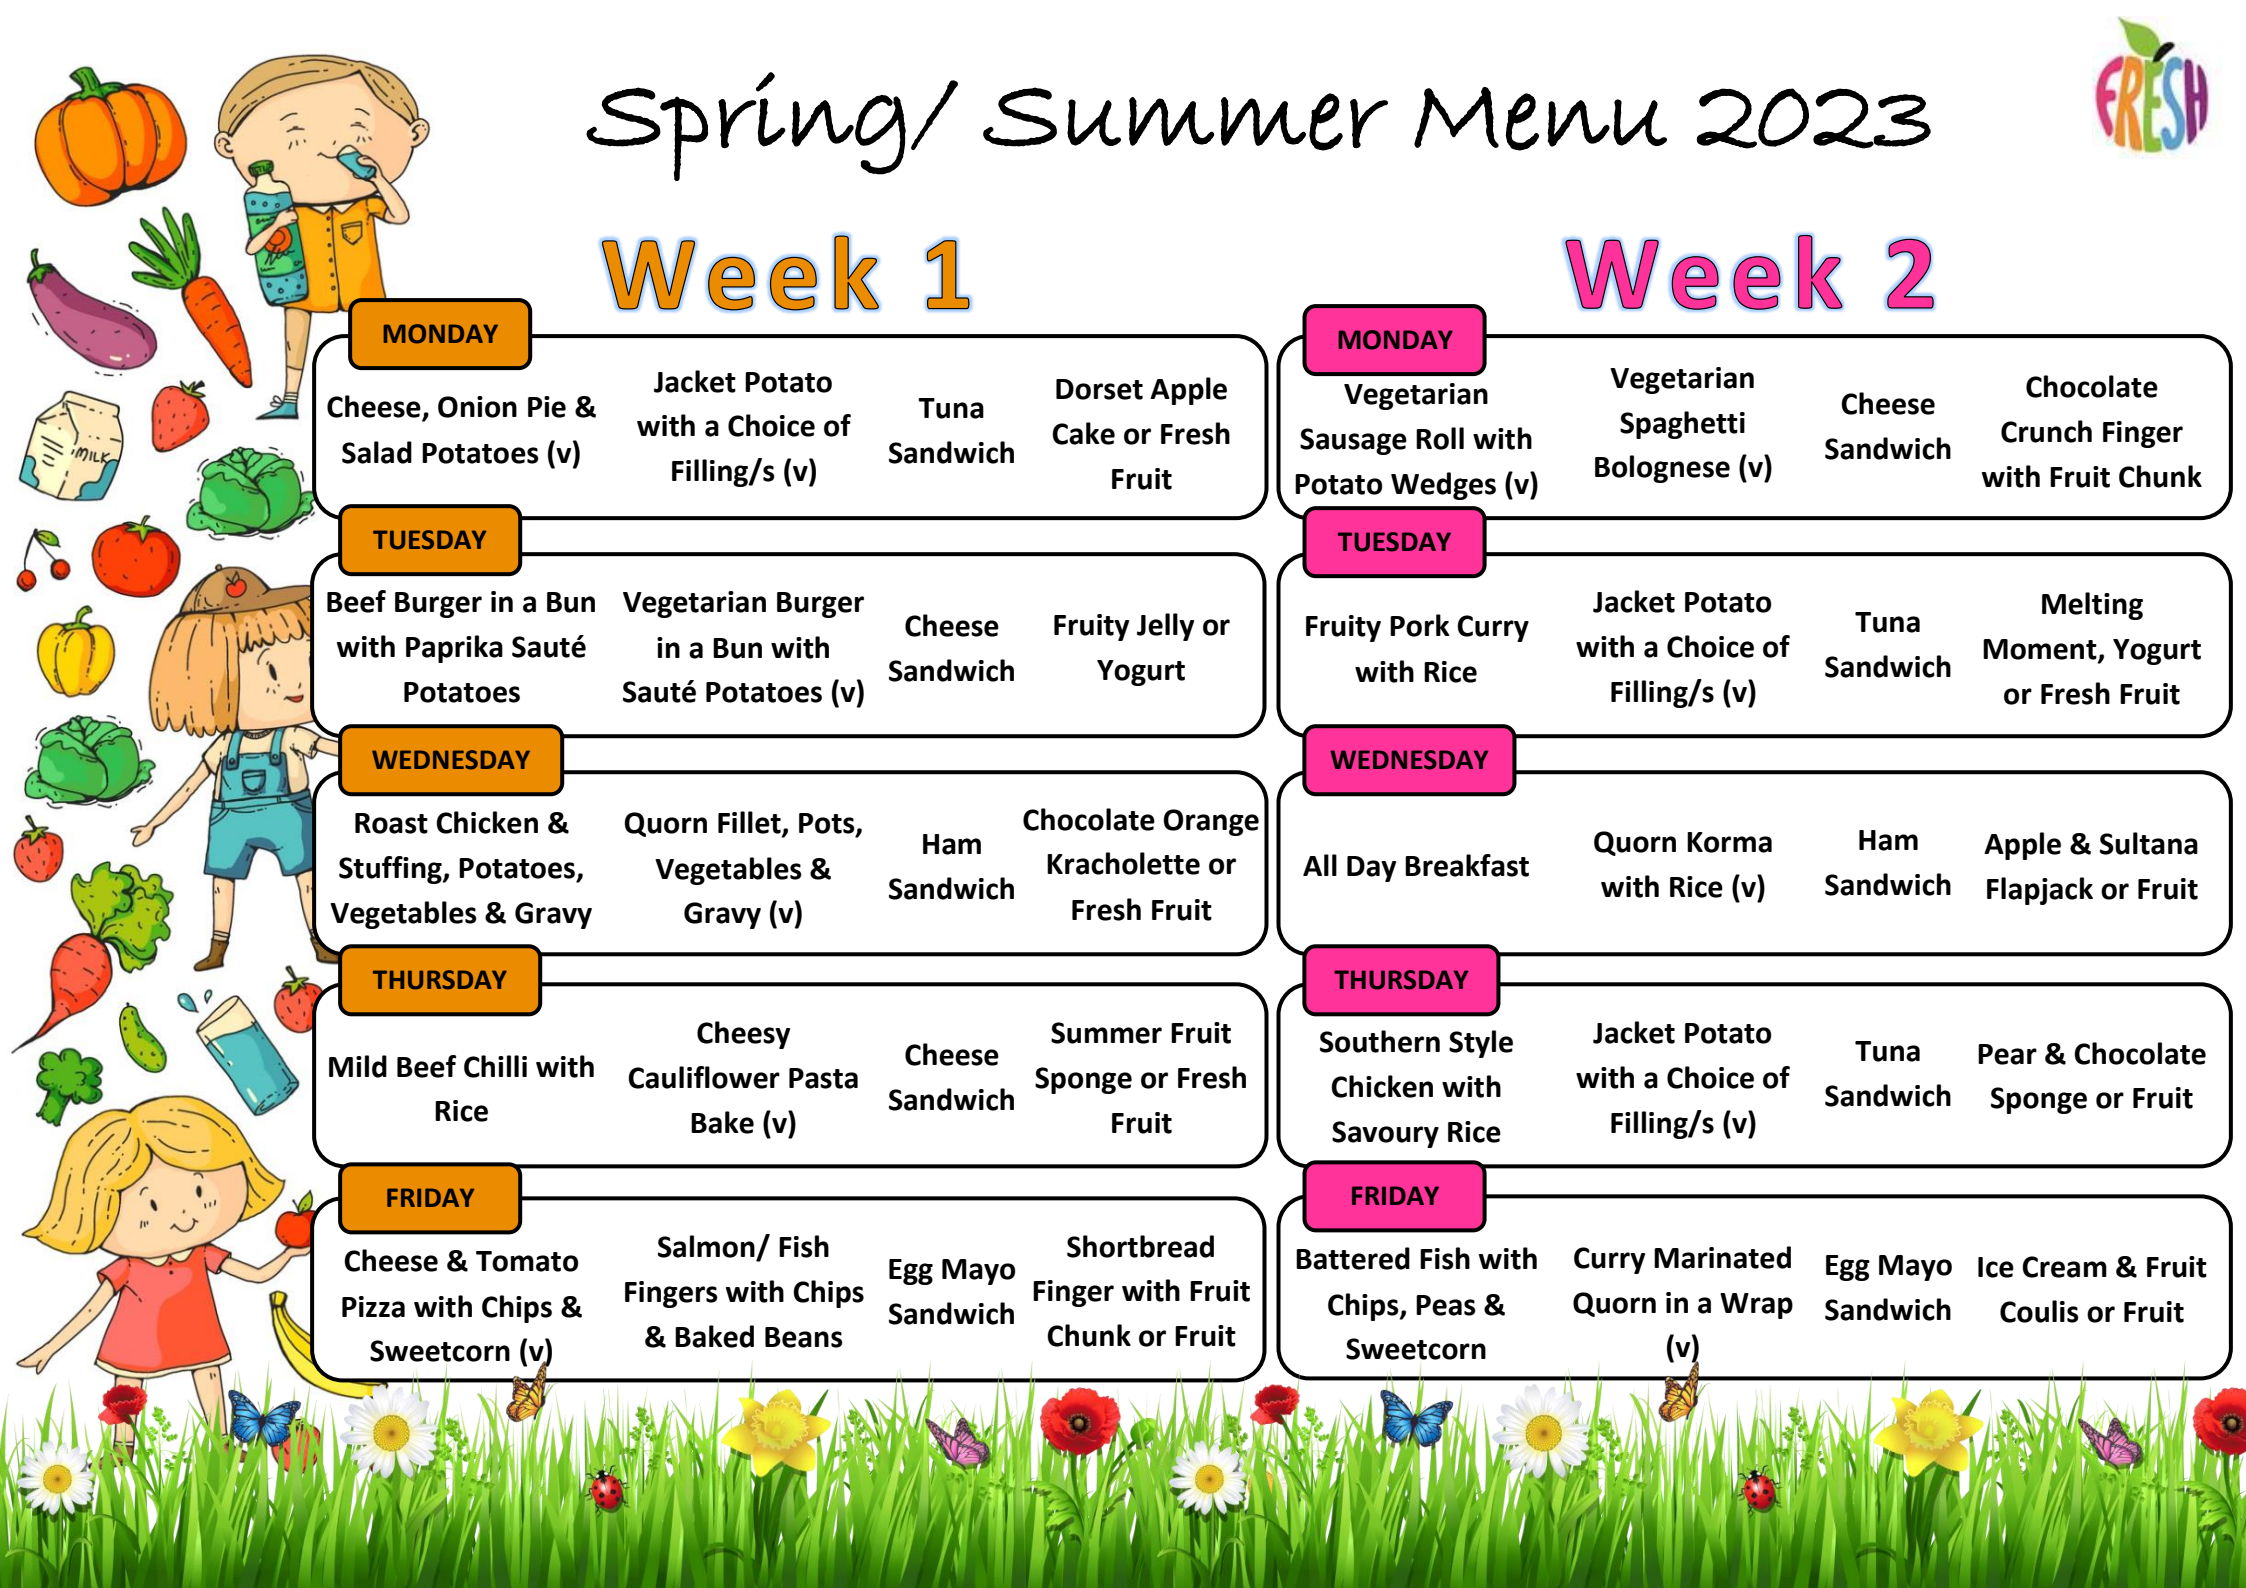 FRESH
Spring/ Summer Menu 2023
Week 1
MONDAY
Cheese, Onion Pie &
Salad Potatoes (v)
Jacket Potato
with a Choice of
Filling/s (v)
Tuna
Sandwich
Dorset Apple
Cake or Fresh
Fruit
TUESDAY
Beef Burger in a Bun
with Paprika Sauté
Potatoes
Vegetarian Burger
in a Bun with
Sauté Potatoes (v)
Cheese
Sandwich
Fruity Jelly or
Yogurt
WEDNESDAY
Roast Chicken &
Stuffing, Potatoes,
Vegetables & Gravy
Quorn Fillet, Pots,
Vegetables &
Gravy (v)
Ham
Sandwich
Chocolate Orange
Kracholette or
Fresh Fruit
THURSDAY
Mild Beef Chilli with
Rice
Cheesy
Cauliflower Pasta
Bake (v)
Cheese
Sandwich
Summer Fruit
Sponge or Fresh
Fruit
FRIDAY
Cheese & Tomato
Pizza with Chips &
Sweetcorn (v)
Salmon/ Fish
Fingers with Chips
& Baked Beans
Egg Mayo
Sandwich
Shortbread
Finger with Fruit
Chunk or Fruit
Week 2
MONDAY
Vegetarian
Sausage Roll with
Potato Wedges (v)
Vegetarian
Spaghetti
Bolognese (v)
Cheese
Sandwich
Chocolate
Crunch Finger
with Fruit Chunk
TUESDAY
Fruity Pork Curry
with Rice
Jacket Potato
with a Choice of
Filling/s (v)
Tuna
Sandwich
Melting
Moment, Yogurt
or Fresh Fruit
WEDNESDAY
All Day Breakfast
Quorn Korma
with Rice (v)
Ham
Sandwich
Apple & Sultana
Flapjack or Fruit
THURSDAY
Southern Style
Chicken with
Savoury Rice
Jacket Potato
with a Choice of
Filling/s (v)
Tuna
Sandwich
Pear & Chocolate
Sponge or Fruit
FRIDAY
Battered Fish with
Chips, Peas &
Sweetcorn
Curry Marinated
Quorn in a Wrap
(v)
Egg Mayo
Sandwich
Ice Cream & Fruit
Coulis or Fruit
MILK